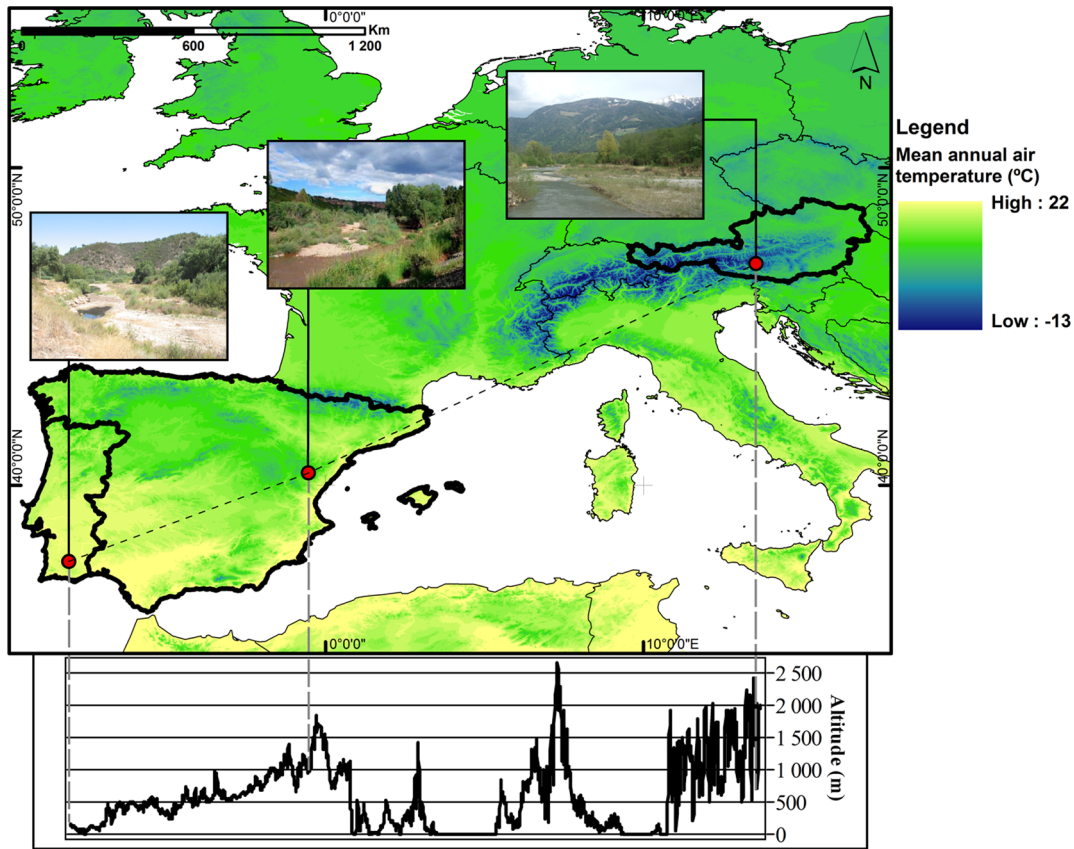 0°0'0"
10°0'0"E
Km
0 600 1 200
N
50°0'0"N
50°0'0"N
Legend
Mean annual air
temperature (ºC)
High : 22
Low : -13
40°0'0"N
40°0'0"N
0°0'0"
10°0'0"E
2 500
2 000
1 500
1 000
500
0
Altitude (m)